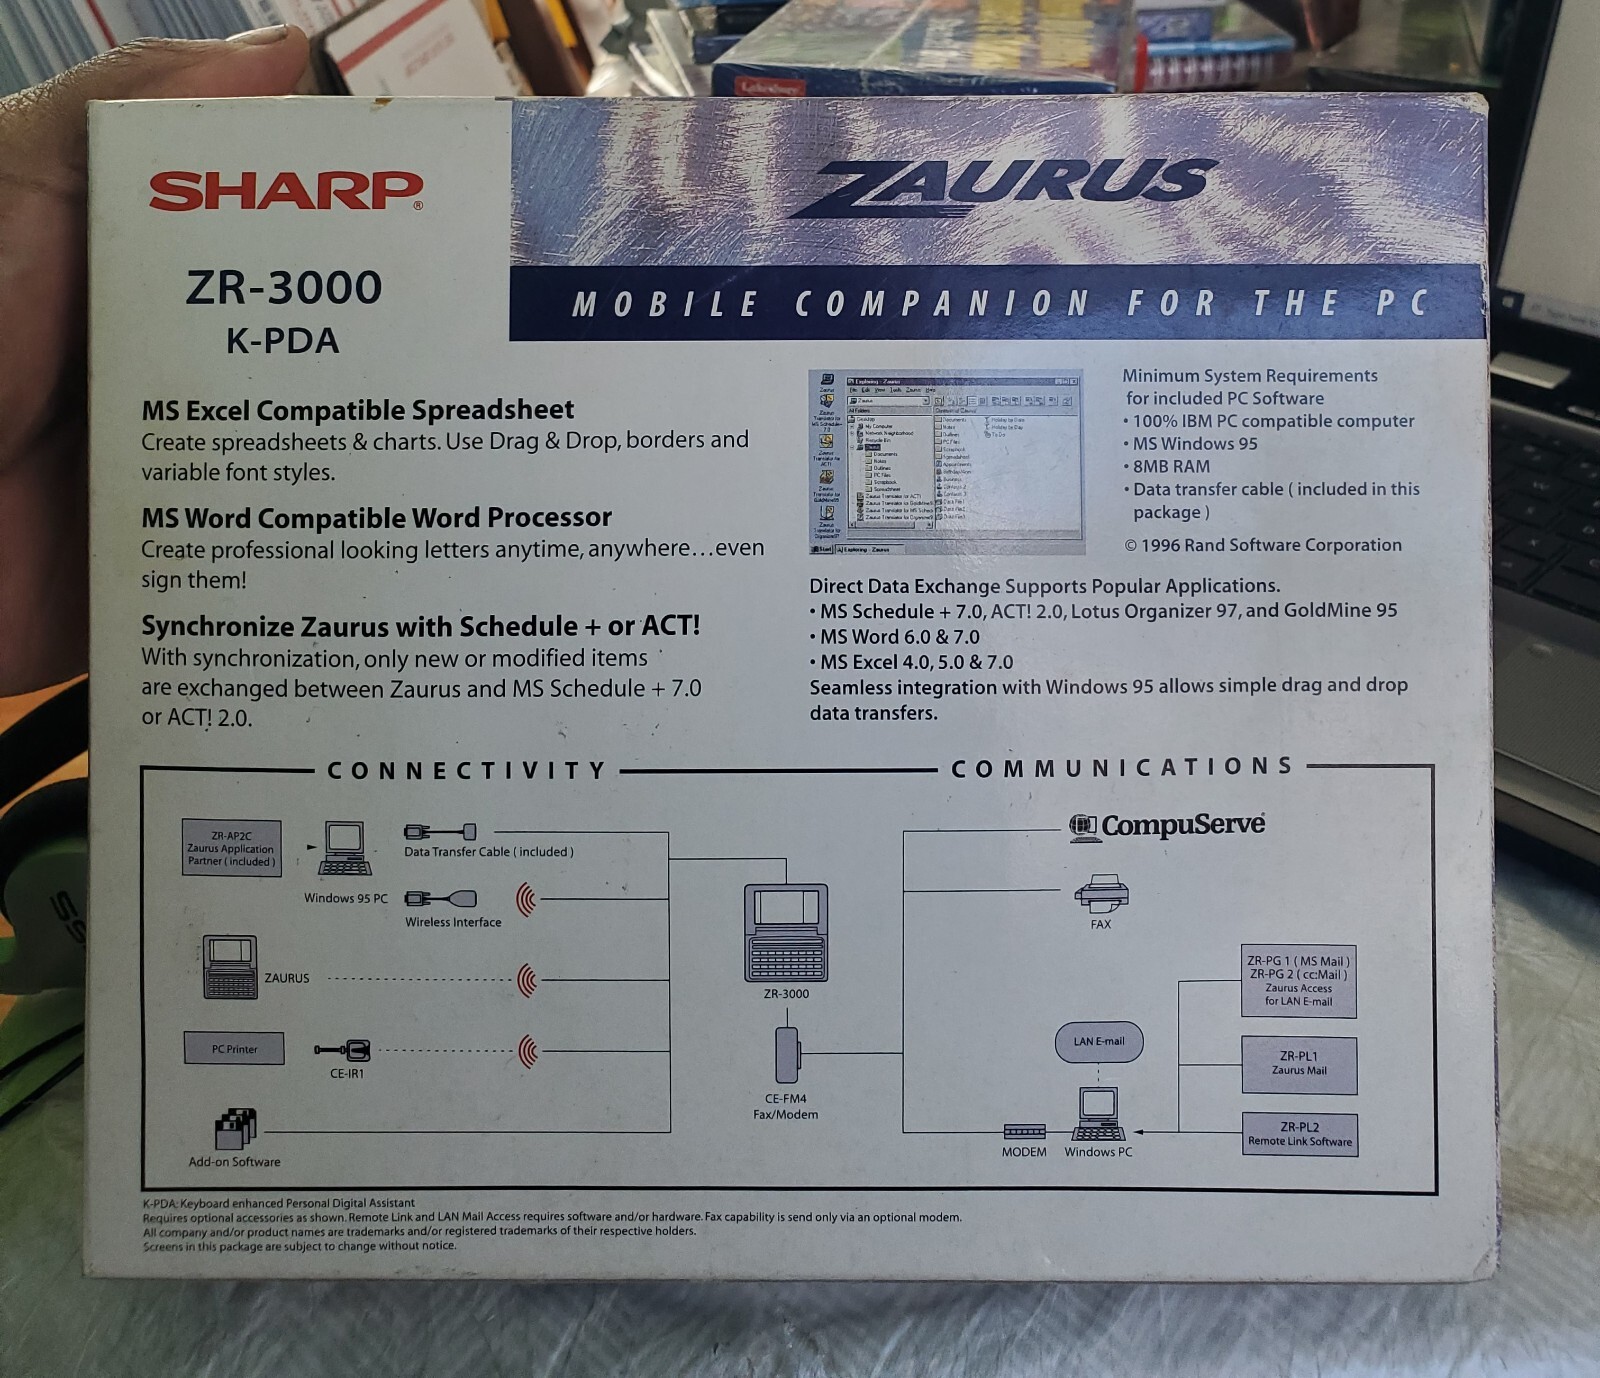 SHARP®
ZAURUS
ZR-3000
K-PDA
MOBILE COMPANION FOR THE PC
MS Excel Compatible Spreadsheet
Create spreadsheets & charts. Use Drag & Drop, borders and
variable font styles.
MS Word Compatible Word Processor
Create professional looking letters anytime, anywhere...even
sign them!
Synchronize Zaurus with Schedule + or ACT!
With synchronization, only new or modified items
are exchanged between Zaurus and MS Schedule + 7.0
or ACT! 2.0.
Exploring - Zaurus
Minimum System Requirements
for included PC Software
• 100% IBM PC compatible computer
• MS Windows 95
• 8MB RAM
• Data transfer cable ( included in this
package )
© 1996 Rand Software Corporation
Direct Data Exchange Supports Popular Applications.
• MS Schedule + 7.0, ACT! 2.0, Lotus Organizer 97, and GoldMine 95
• MS Word 6.0 & 7.0
• MS Excel 4.0, 5.0 & 7.0
Seamless integration with Windows 95 allows simple drag and drop
data transfers.
CONNECTIVITY
COMMUNICATIONS
ZR-AP2C
Zaurus Application
Partner ( included )
Windows 95 PC
Data Transfer Cable ( included )
Wireless Interface
ZAURUS
PC Printer
CE-IR1
Add-on Software
ZR-3000
CE-FM4
Fax/Modem
CompuServe®
FAX
ZR-PG 1 ( MS Mail )
ZR-PG 2 ( cc:Mail )
Zaurus Access
for LAN E-mail
LAN E-mail
ZR-PL1
Zaurus Mail
ZR-PL2
Remote Link Software
MODEM
Windows PC
K-PDA: Keyboard enhanced Personal Digital Assistant
Requires optional accessories as shown. Remote Link and LAN Mail Access requires software and/or hardware. Fax capability is send only via an optional modem.
All company and/or product names are trademarks and/or registered trademarks of their respective holders.
Screens in this package are subject to change without notice.